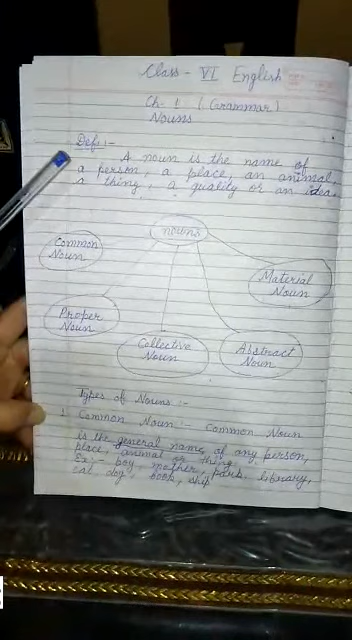 Class - VI English
Ch. 1 (Grammar)
Nouns
Def:-
A noun is the name of
a person, a place, an animal,
a thing, a quality or an idea.
nouns
Common
Noun
Material
Noun
Proper
Noun
Collective
Noun
Abstract
Noun
Types of Nouns :-
1. Common Noun :- Common Noun
is the general name of any person,
place, animal or thing.
Ex:- boy, mother, park, library,
cat, dog, book, ship